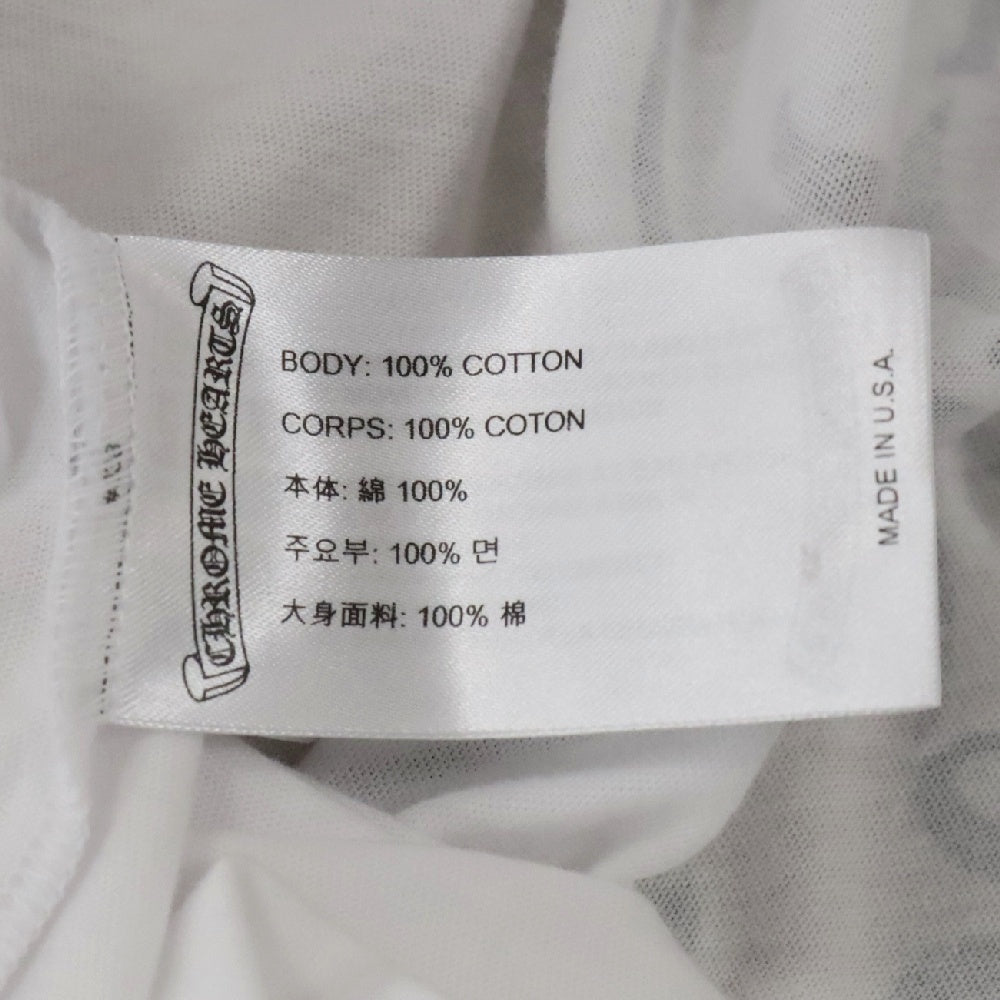 CHROME HEARTS
BODY: 100% COTTON
CORPS: 100% COTON
本体: 綿 100%
주요부: 100% 면
大身面料: 100% 棉
MADE IN U.S.A.